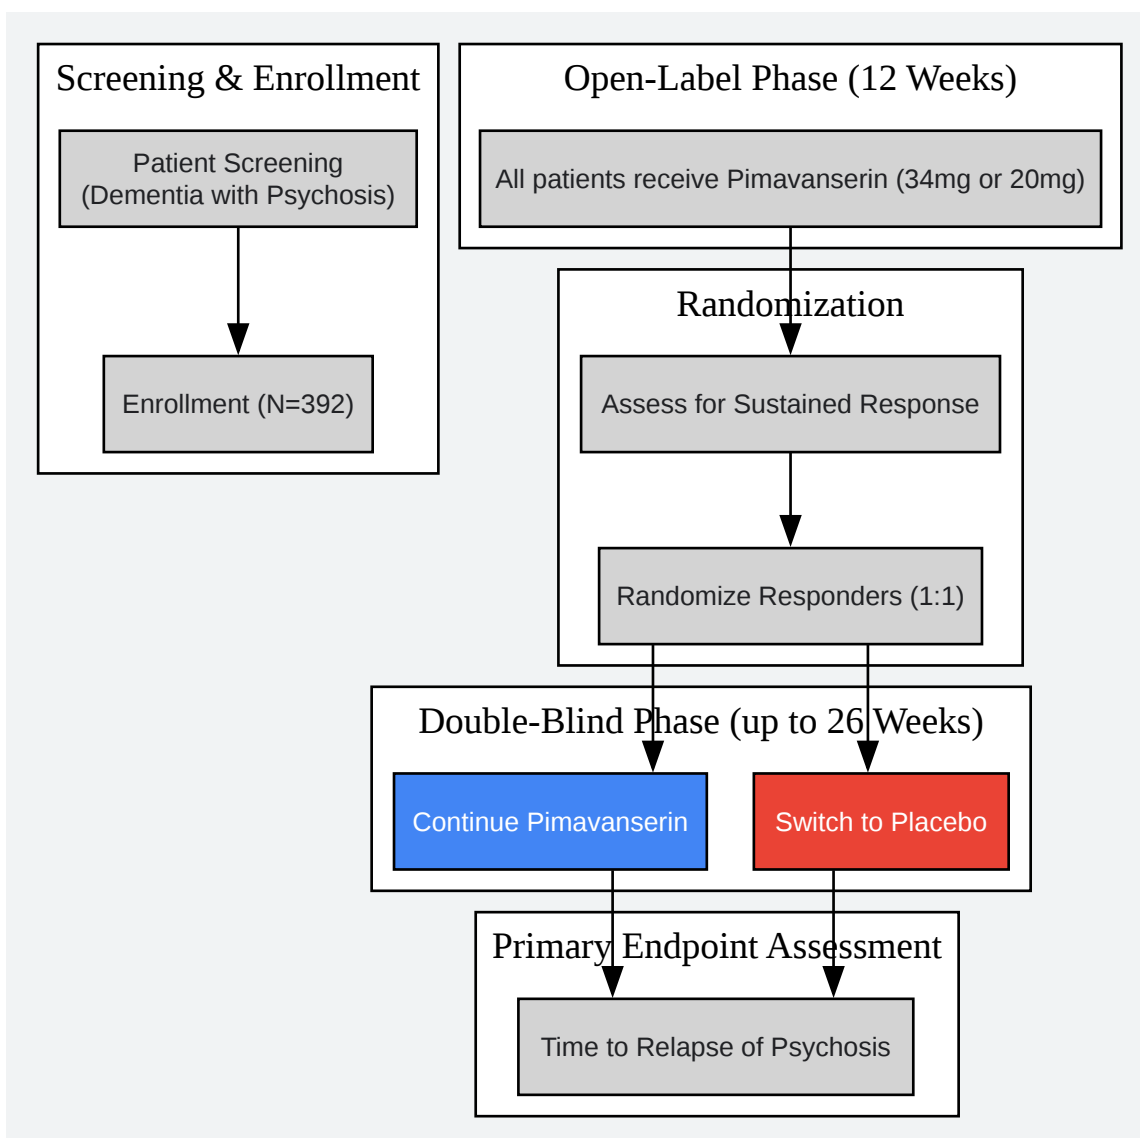 Screening & Enrollment
Patient Screening
(Dementia with Psychosis)
Enrollment (N=392)
Open-Label Phase (12 Weeks)
All patients receive Pimavanserin (34mg or 20mg)
Randomization
Assess for Sustained Response
Randomize Responders (1:1)
Double-Blind Phase (up to 26 Weeks)
Continue Pimavanserin
Switch to Placebo
Primary Endpoint Assessment
Time to Relapse of Psychosis